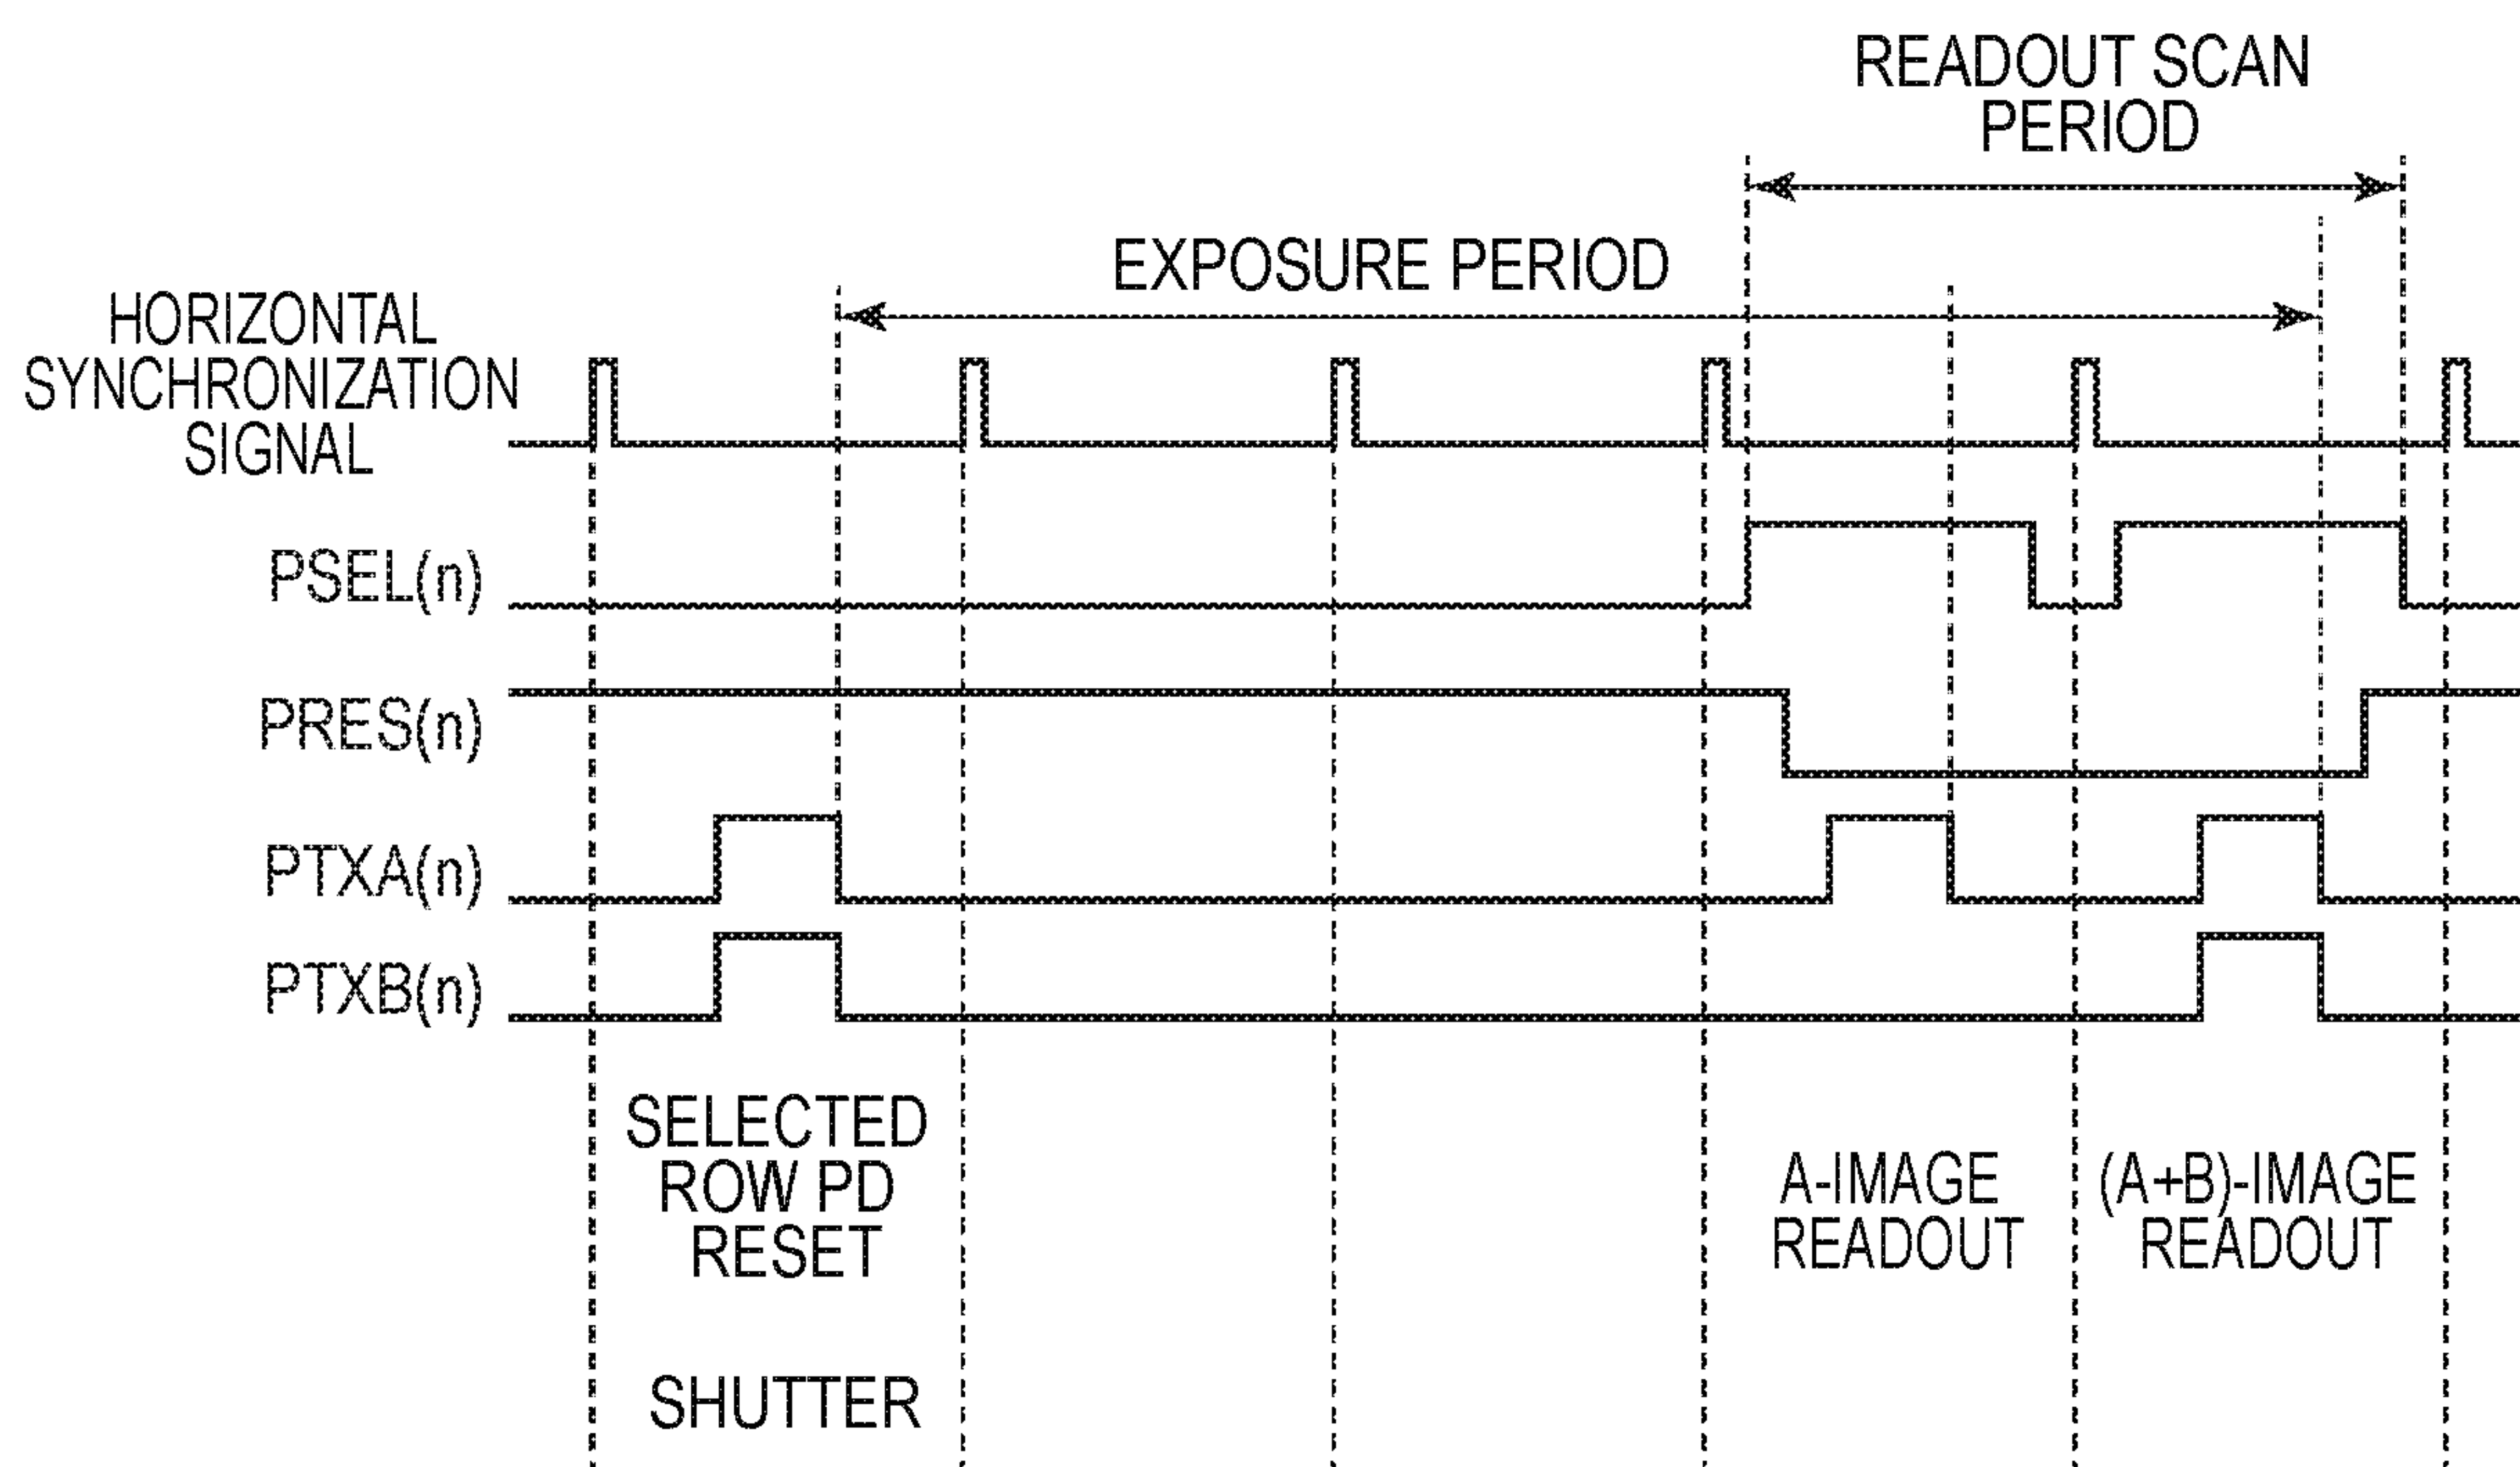 READOUT SCAN
PERIOD
EXPOSURE PERIOD
HORIZONTAL
SYNCHRONIZATION
SIGNAL
PSEL(n)
PRES(n)
PTXA(n)
PTXB(n)
SELECTED
ROW PD
RESET
SHUTTER
A-IMAGE
READOUT
(A+B)-IMAGE
READOUT